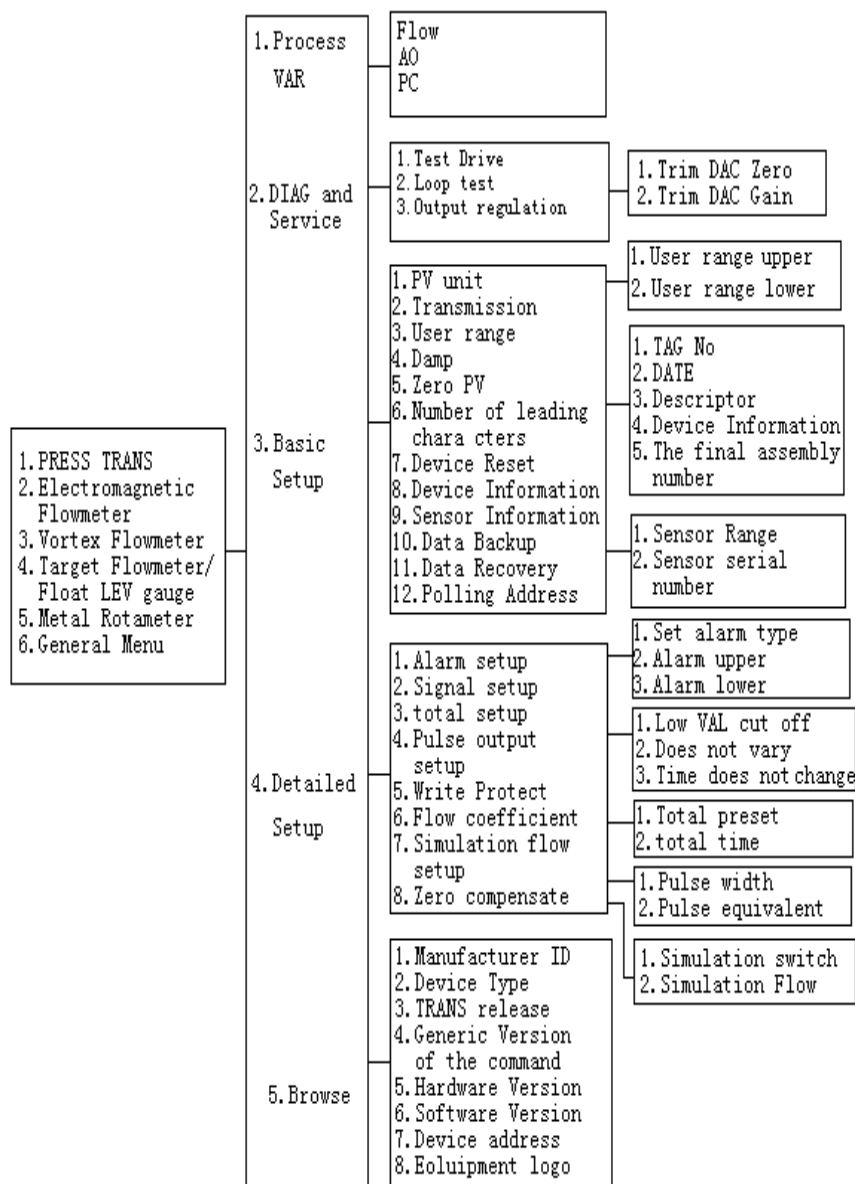 1.PRESS TRANS
2.Electromagnetic
Flowmeter
3.Vortex Flowmeter
4.Target Flowmeter/
Float LEV gauge
5.Metal Rotameter
6.General Menu
1.Process
VAR
2.DIAG and
Service
3.Basic
Setup
4.Detailed
Setup
5.Browse
Flow
AO
PC
1.Test Drive
2.Loop test
3.Output regulation
1.Trim DAC Zero
2.Trim DAC Gain
1.PV unit
2.Transmission
3.User range
4.Damp
5.Zero PV
6.Number of leading
chara cters
7.Device Reset
8.Device Information
9.Sensor Information
10.Data Backup
11.Data Recovery
12.Polling Address
1.User range upper
2.User range lower
1.TAG No
2.DATE
3.Descriptor
4.Device Information
5.The final assembly
number
1.Sensor Range
2.Sensor serial
number
1.Alarm setup
2.Signal setup
3.total setup
4.Pulse output
setup
5.Write Protect
6.Flow coefficient
7.Simulation flow
setup
8.Zero compensate
1.Set alarm type
2.Alarm upper
3.Alarm lower
1.Low VAL cut off
2.Does not vary
3.Time does not change
1.Total preset
2.total time
1.Pulse width
2.Pulse equivalent
1.Simulation switch
2.Simulation Flow
1.Manufacturer ID
2.Device Type
3.TRANS release
4.Generic Version
of the command
5.Hardware Version
6.Software Version
7.Device address
8.Eoluipment logo